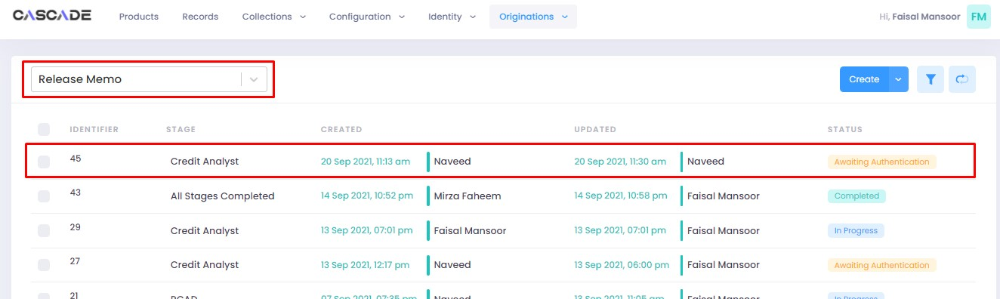 CASCADE Products Records Collections Configuration Identity Originations Hi, Faisal Mansoor FM
Release Memo Create
IDENTIFIER STAGE CREATED UPDATED STATUS
45 Credit Analyst 20 Sep 2021, 11:13 am Naveed 20 Sep 2021, 11:30 am Naveed Awaiting Authentication
43 All Stages Completed 14 Sep 2021, 10:52 pm Mirza Faheem 14 Sep 2021, 10:58 pm Faisal Mansoor Completed
29 Credit Analyst 13 Sep 2021, 07:01 pm Faisal Mansoor 13 Sep 2021, 07:01 pm Faisal Mansoor In Progress
27 Credit Analyst 13 Sep 2021, 12:17 pm Naveed 13 Sep 2021, 06:00 pm Faisal Mansoor Awaiting Authentication
21 07 Sep 2021, 07:35 pm Naveed 13 Sep 2021, 11:05 am Faisal Mansoor In Progress